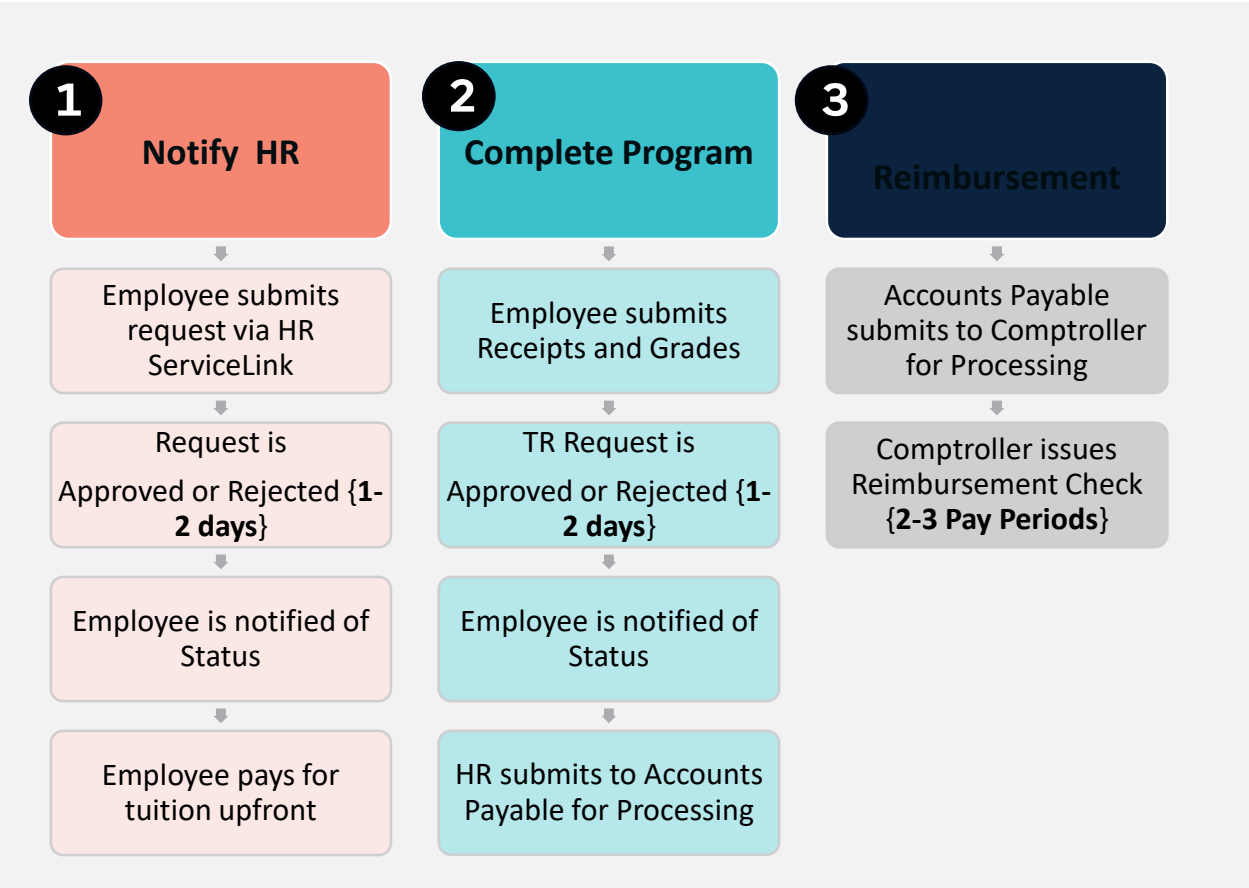 1
Notify HR
Employee submits
request via HR
ServiceLink
Request is
Approved or Rejected {1-
2 days}
Employee is notified of
Status
Employee pays for
tuition upfront
2
Complete Program
Employee submits
Receipts and Grades
TR Request is
Approved or Rejected {1-
2 days}
Employee is notified of
Status
HR submits to Accounts
Payable for Processing
3
Reimbursement
Accounts Payable
submits to Comptroller
for Processing
Comptroller issues
Reimbursement Check
{2-3 Pay Periods}